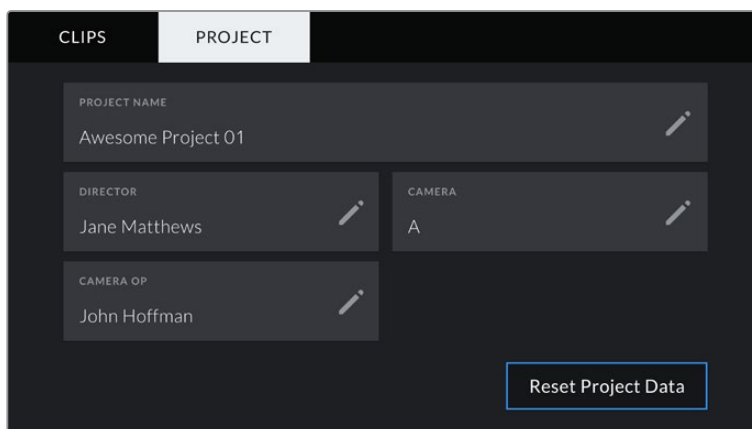 CLIPS PROJECT
PROJECT NAME
Awesome Project 01
DIRECTOR
Jane Matthews
CAMERA
A
CAMERA OP
John Hoffman
Reset Project Data